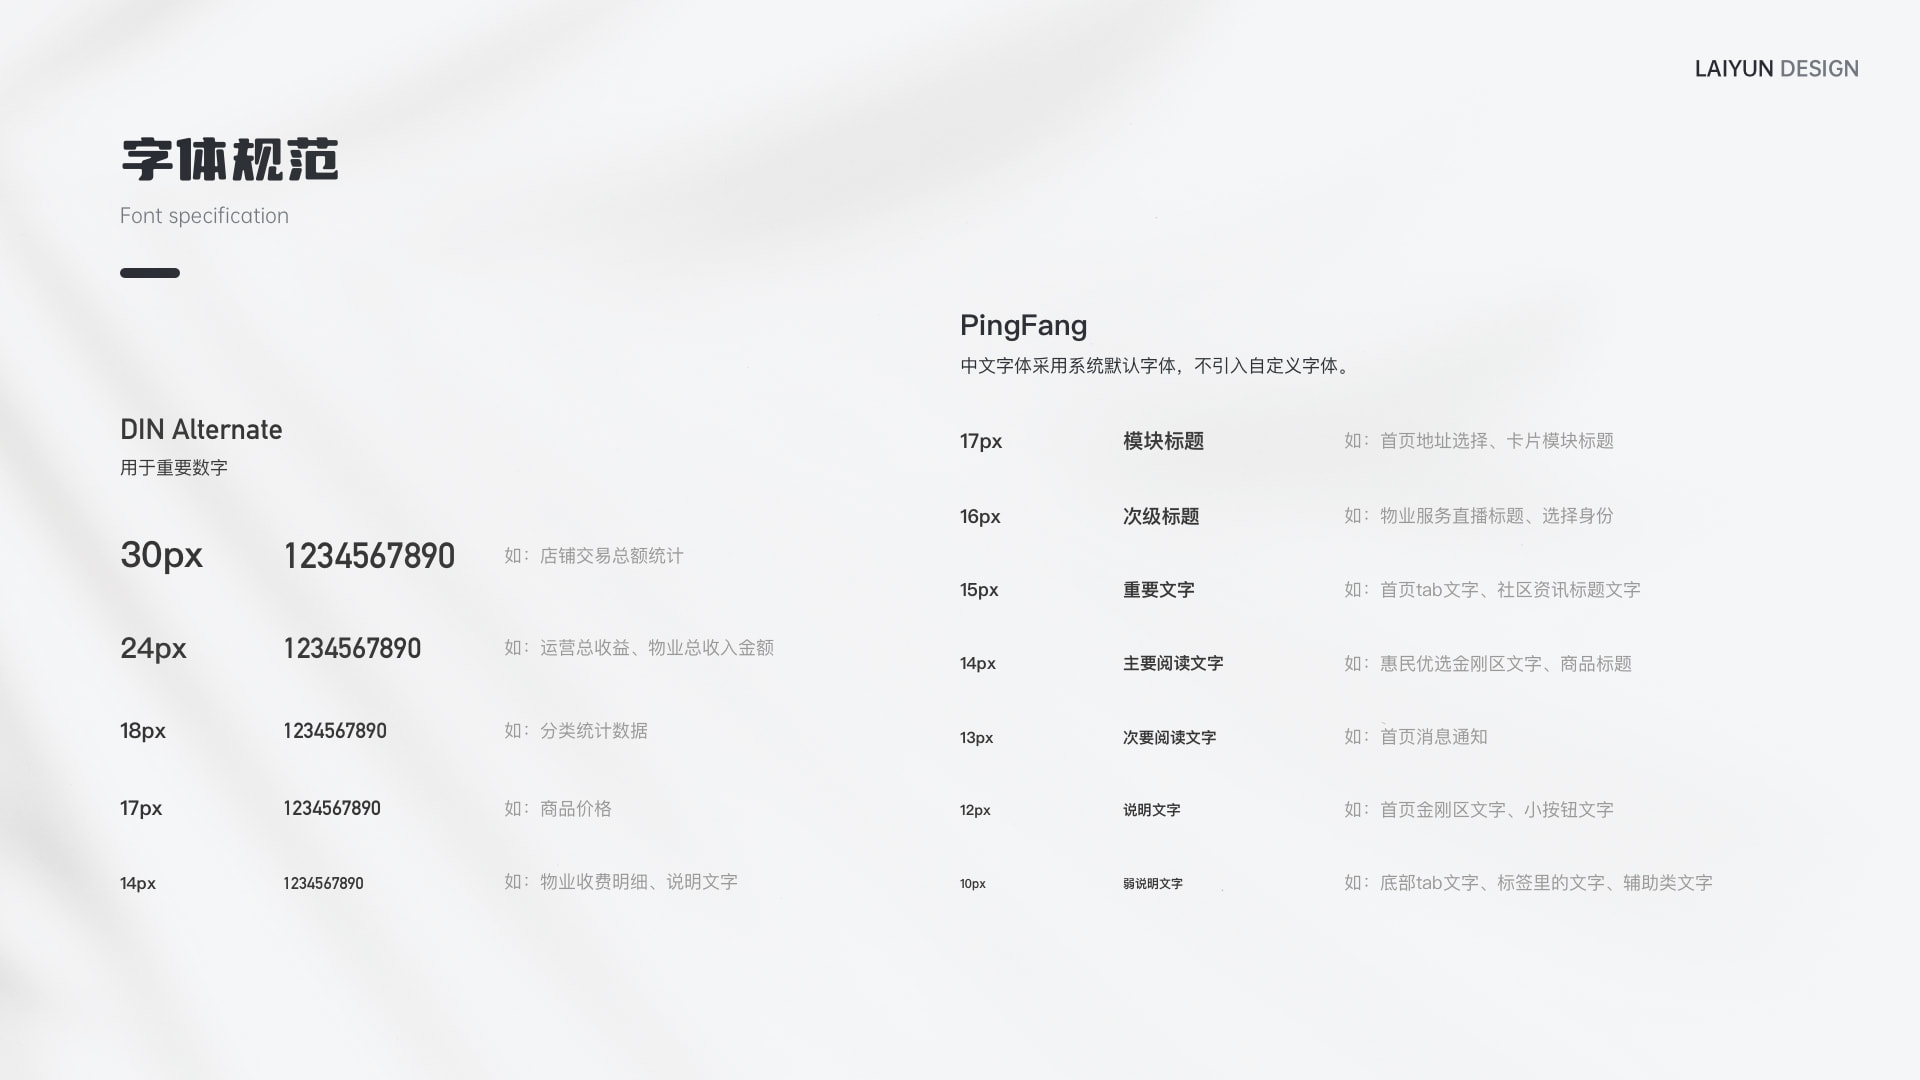 LAIYUN DESIGN
字体规范
Font specification
DIN Alternate
用于重要数字
30px 1234567890 如：店铺交易总额统计
24px 1234567890 如：运营总收益、物业总收入金额
18px 1234567890 如：分类统计数据
17px 1234567890 如：商品价格
14px 1234567890 如：物业收费明细、说明文字
PingFang
中文字体采用系统默认字体，不引入自定义字体。
17px 模块标题 如：首页地址选择、卡片模块标题
16px 次级标题 如：物业服务直播标题、选择身份
15px 重要文字 如：首页tab文字、社区资讯标题文字
14px 主要阅读文字 如：惠民优选金刚区文字、商品标题
13px 次要阅读文字 如：首页消息通知
12px 说明文字 如：首页金刚区文字、小按钮文字
10px 弱说明文字 如：底部tab文字、标签里的文字、辅助类文字